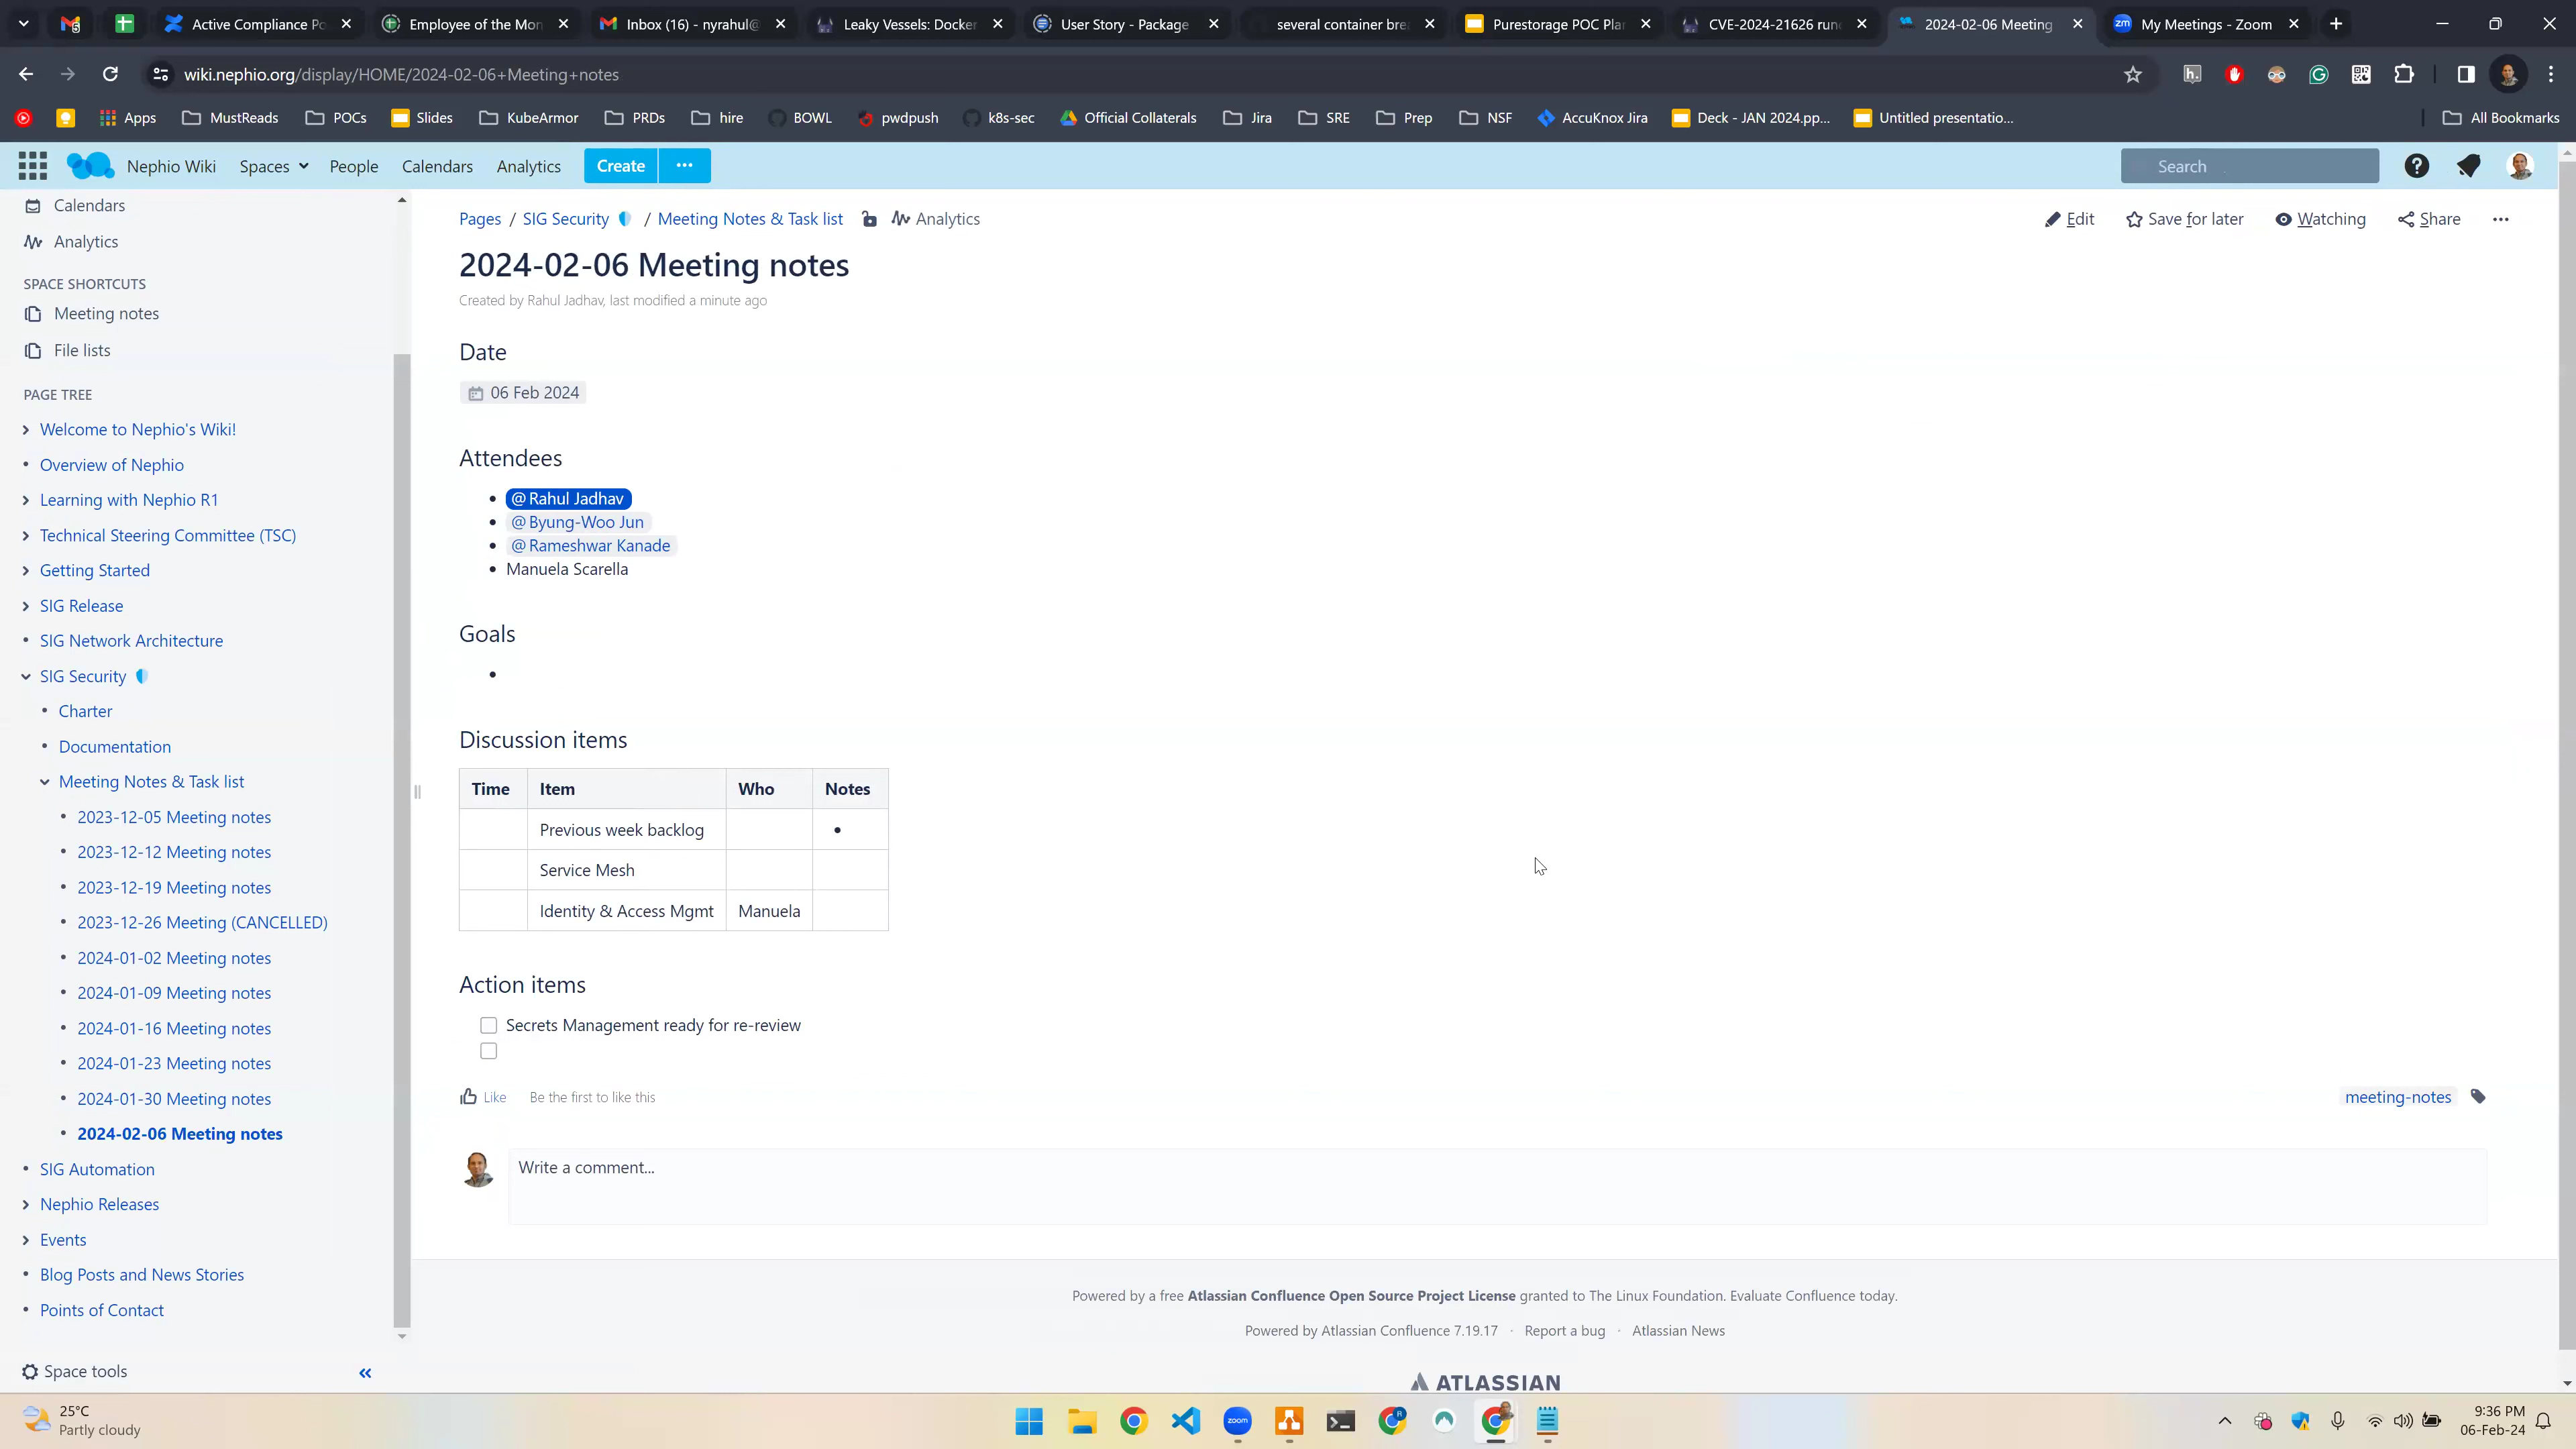 Active Compliance Po
Employee of the Mon
Inbox (16) - nyrahul@
Leaky Vessels: Docker
User Story - Package
several container bre
Purestorage POC Plan
CVE-2024-21626 run
2024-02-06 Meeting
My Meetings - Zoom
wiki.nephio.org/display/HOME/2024-02-06+Meeting+notes
Apps
MustReads
POCs
Slides
KubeArmor
PRDs
hire
BOWL
pwdpush
k8s-sec
Official Collaterals
Jira
SRE
Prep
NSF
AccuKnox Jira
Deck - JAN 2024.pp...
Untitled presentatio...
All Bookmarks
Nephio Wiki
Spaces
People
Calendars
Analytics
Create
Search
Calendars
Analytics
SPACE SHORTCUTS
Meeting notes
File lists
PAGE TREE
Welcome to Nephio's Wiki!
Overview of Nephio
Learning with Nephio R1
Technical Steering Committee (TSC)
Getting Started
SIG Release
SIG Network Architecture
SIG Security
Charter
Documentation
Meeting Notes & Task list
2023-12-05 Meeting notes
2023-12-12 Meeting notes
2023-12-19 Meeting notes
2023-12-26 Meeting (CANCELLED)
2024-01-02 Meeting notes
2024-01-09 Meeting notes
2024-01-16 Meeting notes
2024-01-23 Meeting notes
2024-01-30 Meeting notes
2024-02-06 Meeting notes
SIG Automation
Nephio Releases
Events
Blog Posts and News Stories
Points of Contact
Space tools
Pages / SIG Security / Meeting Notes & Task list Analytics
Edit Save for later Watching Share
2024-02-06 Meeting notes
Created by Rahul Jadhav, last modified a minute ago
Date
06 Feb 2024
Attendees
@Rahul Jadhav
@Byung-Woo Jun
@Rameshwar Kanade
Manuela Scarella
Goals
Discussion items
Time Item Who Notes
Previous week backlog
Service Mesh
Identity & Access Mgmt Manuela
Action items
Secrets Management ready for re-review
Like Be the first to like this
meeting-notes
Write a comment...
Powered by a free Atlassian Confluence Open Source Project License granted to The Linux Foundation. Evaluate Confluence today.
Powered by Atlassian Confluence 7.19.17 · Report a bug · Atlassian News
ATLASSIAN
25°C
Partly cloudy
zoom
9:36 PM
06-Feb-24